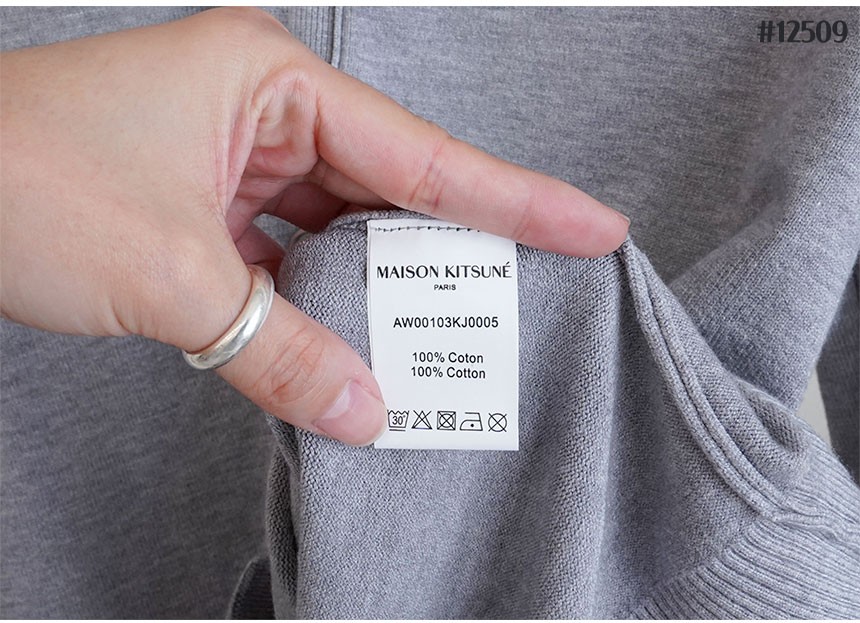 #12509
MAISON KITSUNÉ
PARIS
AW00103KJ0005
100% Coton
100% Cotton
30